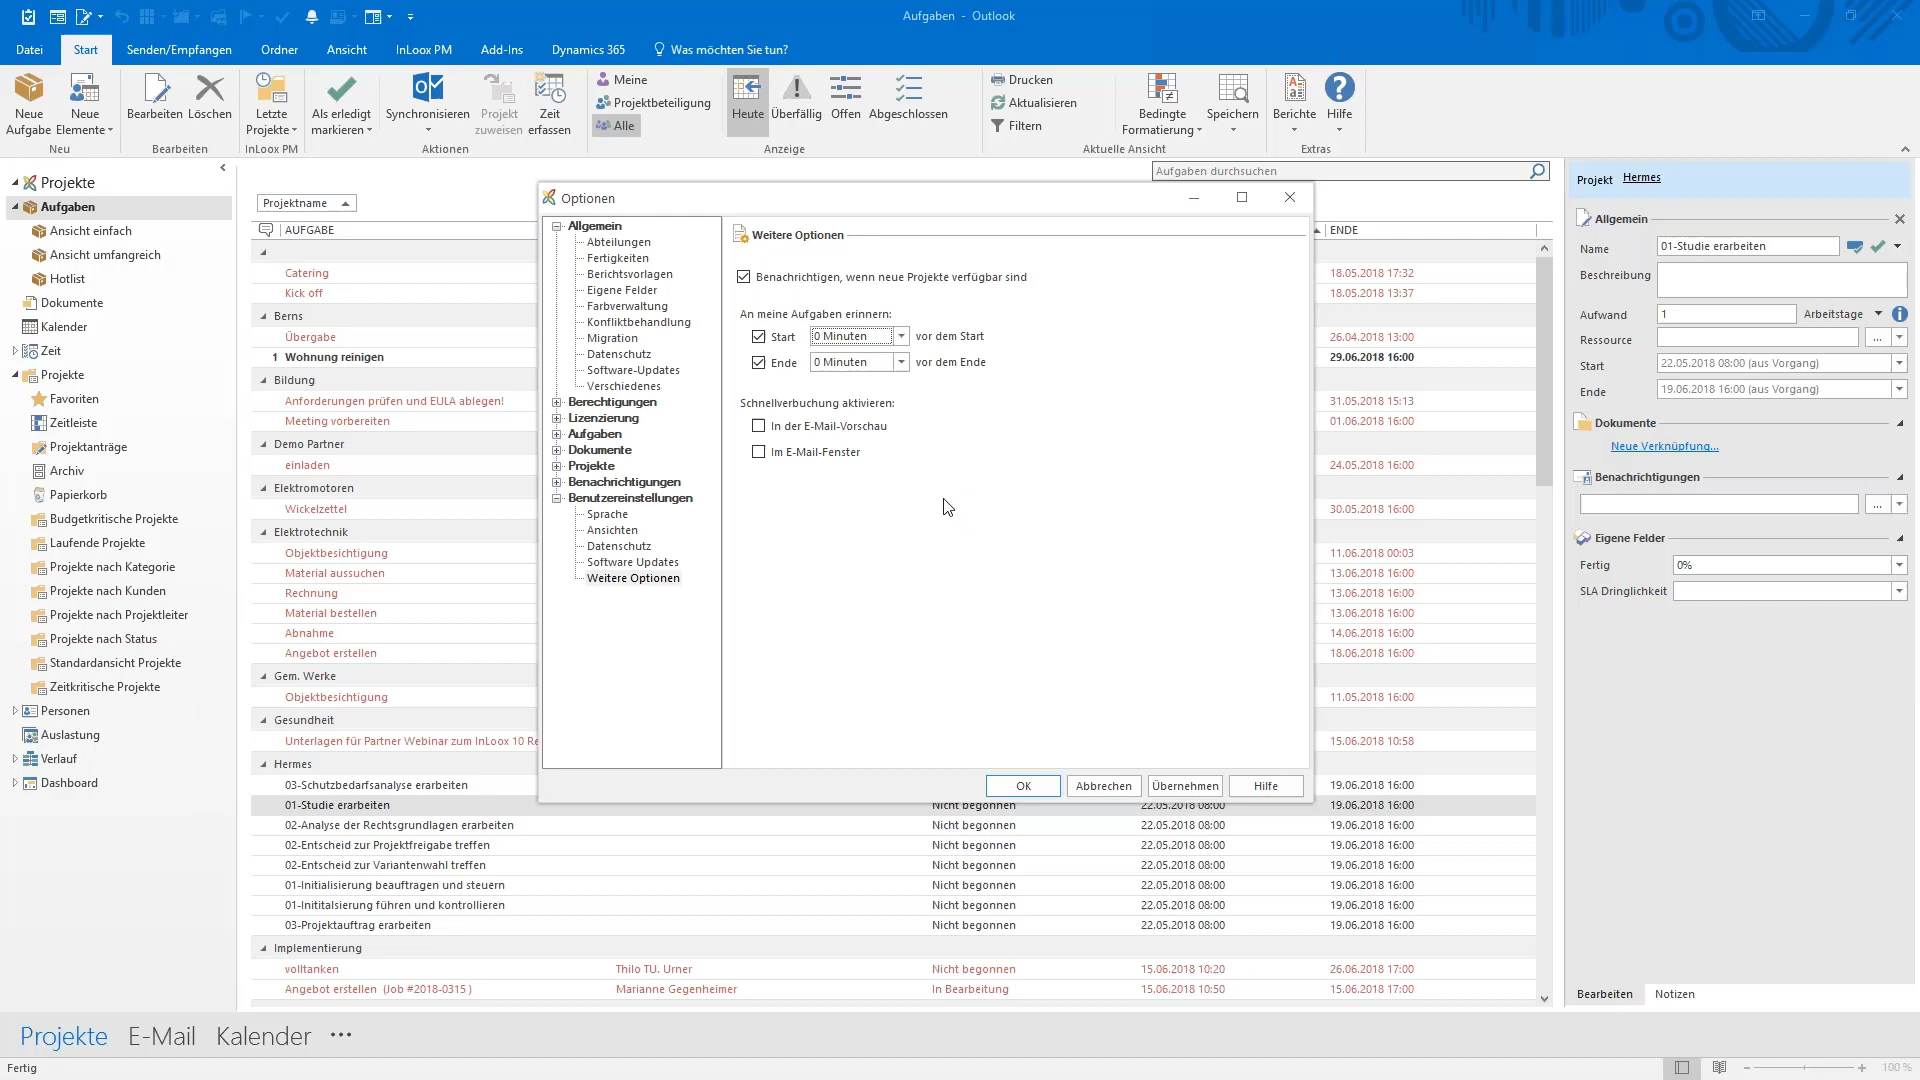 Aufgaben - Outlook
Datei
Start
Senden/Empfangen
Ordner
Ansicht
InLoox PM
Add-Ins
Dynamics 365
Was möchten Sie tun?
Neue Aufgabe
Neue Elemente
Neu
Bearbeiten
Löschen
Bearbeiten
Letzte Projekte
InLoox PM
Als erledigt markieren
Synchronisieren
Projekt zuweisen
Zeit erfassen
Aktionen
Meine
Projektbeteiligung
Alle
Heute
Überfällig
Offen
Abgeschlossen
Anzeige
Drucken
Aktualisieren
Filtern
Bedingte Formatierung
Speichern
Aktuelle Ansicht
Berichte
Hilfe
Extras
Projekte
Aufgaben
Ansicht einfach
Ansicht umfangreich
Hotlist
Dokumente
Kalender
Zeit
Projekte
Favoriten
Zeitleiste
Projektanträge
Archiv
Papierkorb
Budgetkritische Projekte
Laufende Projekte
Projekte nach Kategorie
Projekte nach Kunden
Projekte nach Projektleiter
Projekte nach Status
Standardansicht Projekte
Zeitkritische Projekte
Personen
Auslastung
Verlauf
Dashboard
Aufgaben durchsuchen
Projektname
AUFGABE ENDE
Catering 18.05.2018 17:32
Kick off 18.05.2018 13:37
Berns
Übergabe 26.04.2018 13:00
1 Wohnung reinigen 29.06.2018 16:00
Bildung
Anforderungen prüfen und EULA ablegen! 31.05.2018 15:13
Meeting vorbereiten 01.06.2018 16:00
Demo Partner
einladen 24.05.2018 16:00
Elektromotoren
Wickelzettel 30.05.2018 16:00
Elektrotechnik
Objektbesichtigung 11.06.2018 00:03
Material aussuchen 13.06.2018 16:00
Rechnung 13.06.2018 16:00
Material bestellen 13.06.2018 16:00
Abnahme 14.06.2018 16:00
Angebot erstellen 18.06.2018 16:00
Gem. Werke
Objektbesichtigung 11.05.2018 16:00
Gesundheit
Unterlagen für Partner Webinar zum InLoox 10 Re 15.06.2018 10:58
Hermes
03-Schutzbedarfsanalyse erarbeiten 19.06.2018 16:00
01-Studie erarbeiten Nicht begonnen 22.05.2018 08:00 19.06.2018 16:00
02-Analyse der Rechtsgrundlagen erarbeiten Nicht begonnen 22.05.2018 08:00 19.06.2018 16:00
02-Entscheid zur Projektfreigabe treffen Nicht begonnen 22.05.2018 08:00 19.06.2018 16:00
02-Entscheid zur Variantenwahl treffen Nicht begonnen 22.05.2018 08:00 19.06.2018 16:00
01-Initialisierung beauftragen und steuern Nicht begonnen 22.05.2018 08:00 19.06.2018 16:00
01-Inititalsierung führen und kontrollieren Nicht begonnen 22.05.2018 08:00 19.06.2018 16:00
03-Projektauftrag erarbeiten Nicht begonnen 22.05.2018 08:00 19.06.2018 16:00
Implementierung
volltanken Thilo TU. Urner Nicht begonnen 15.06.2018 10:20 26.06.2018 17:00
Angebot erstellen (Job #2018-0315 ) Marianne Gegenheimer In Bearbeitung 15.06.2018 10:50 15.06.2018 17:00
Optionen
Allgemein
Abteilungen
Fertigkeiten
Berichtsvorlagen
Eigene Felder
Farbverwaltung
Konfliktbehandlung
Migration
Datenschutz
Software-Updates
Verschiedenes
Berechtigungen
Lizenzierung
Aufgaben
Dokumente
Projekte
Benachrichtigungen
Benutzereinstellungen
Sprache
Ansichten
Datenschutz
Software Updates
Weitere Optionen
Weitere Optionen
Benachrichtigen, wenn neue Projekte verfügbar sind
An meine Aufgaben erinnern:
Start 0 Minuten vor dem Start
Ende 0 Minuten vor dem Ende
Schnellverbuchung aktivieren:
In der E-Mail-Vorschau
Im E-Mail-Fenster
OK Abbrechen Übernehmen Hilfe
Projekt Hermes
Allgemein
Name 01-Studie erarbeiten
Beschreibung
Aufwand 1 Arbeitstage
Ressource ...
Start 22.05.2018 08:00 (aus Vorgang)
Ende 19.06.2018 16:00 (aus Vorgang)
Dokumente
Neue Verknüpfung...
Benachrichtigungen
...
Eigene Felder
Fertig 0%
SLA Dringlichkeit
Bearbeiten Notizen
Projekte E-Mail Kalender ...
Fertig
100 %